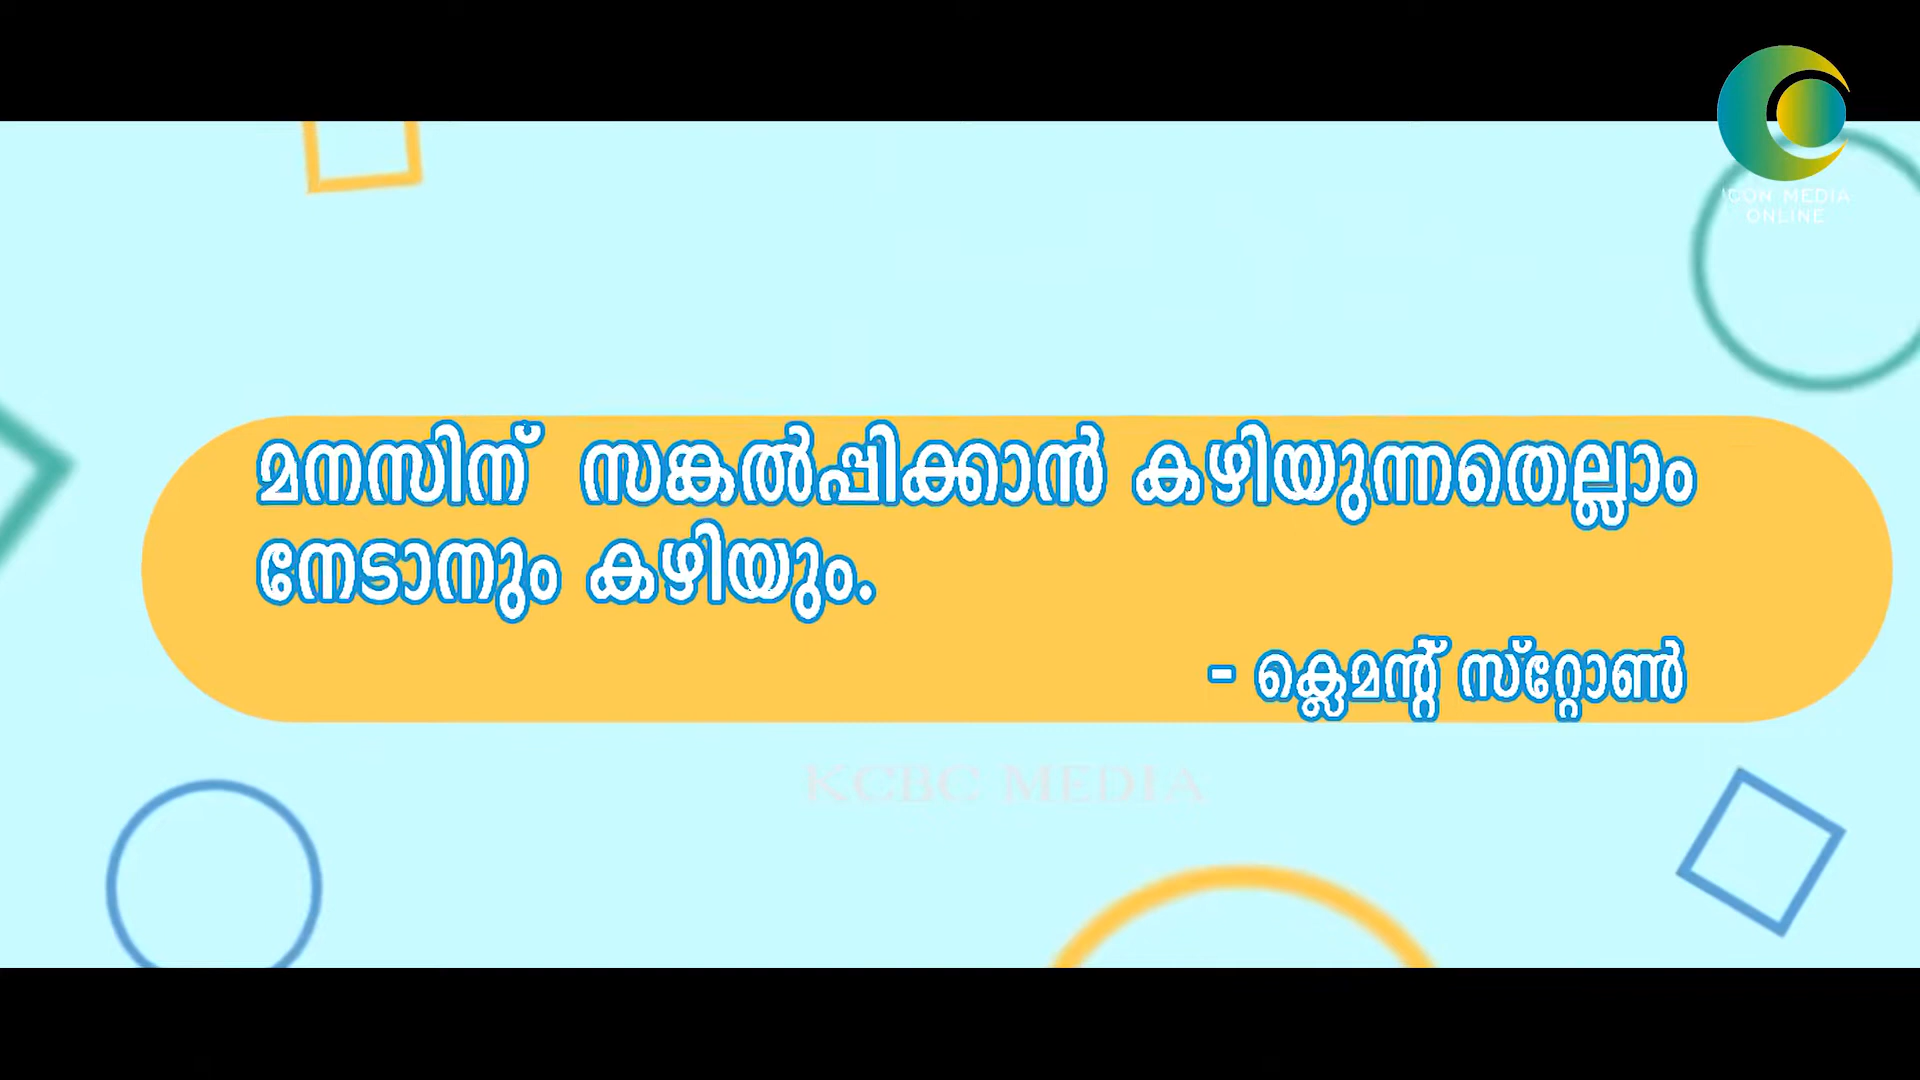 ICON MEDIA
ONLINE
മനസിന് സങ്കൽപ്പിക്കാൻ കഴിയുന്നതെല്ലാം
നേടാനും കഴിയും.
- ക്ലെമന്റ് സ്റ്റോൺ
KCBC MEDIA